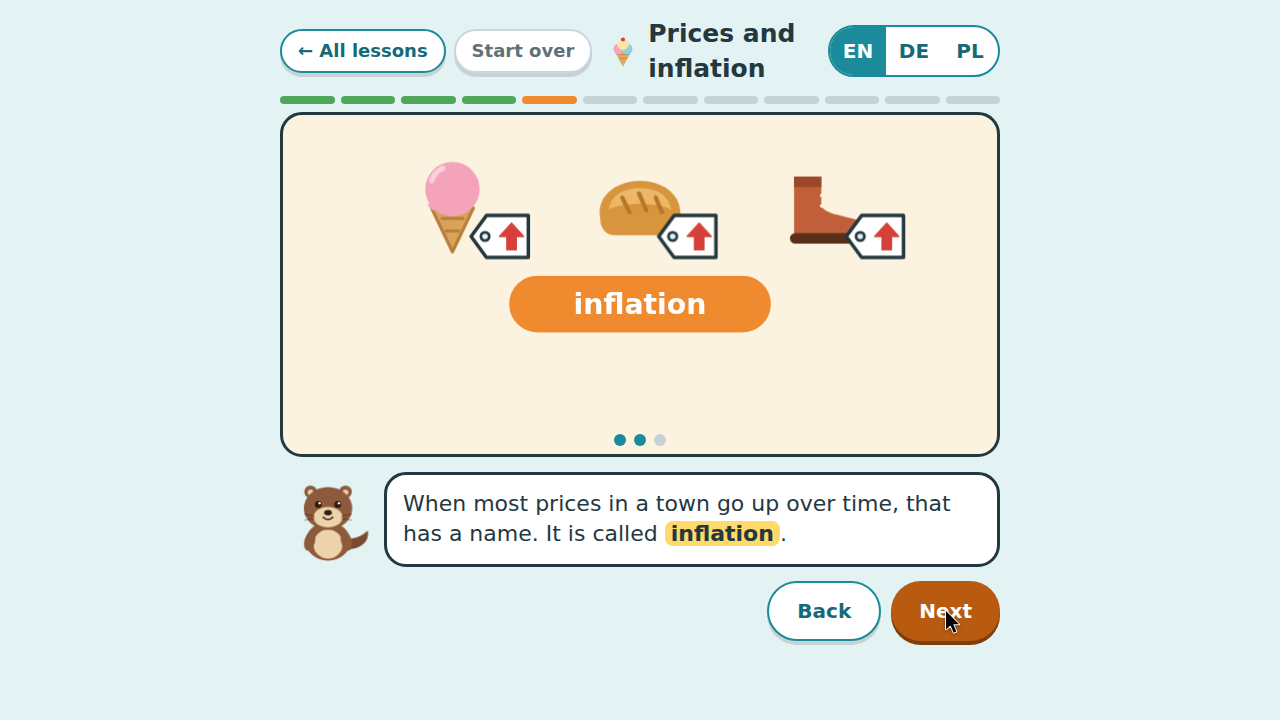 ← All lessons
Start over
Prices and
inflation
EN DE PL
inflation
When most prices in a town go up over time, that
has a name. It is called inflation.
Back
Next